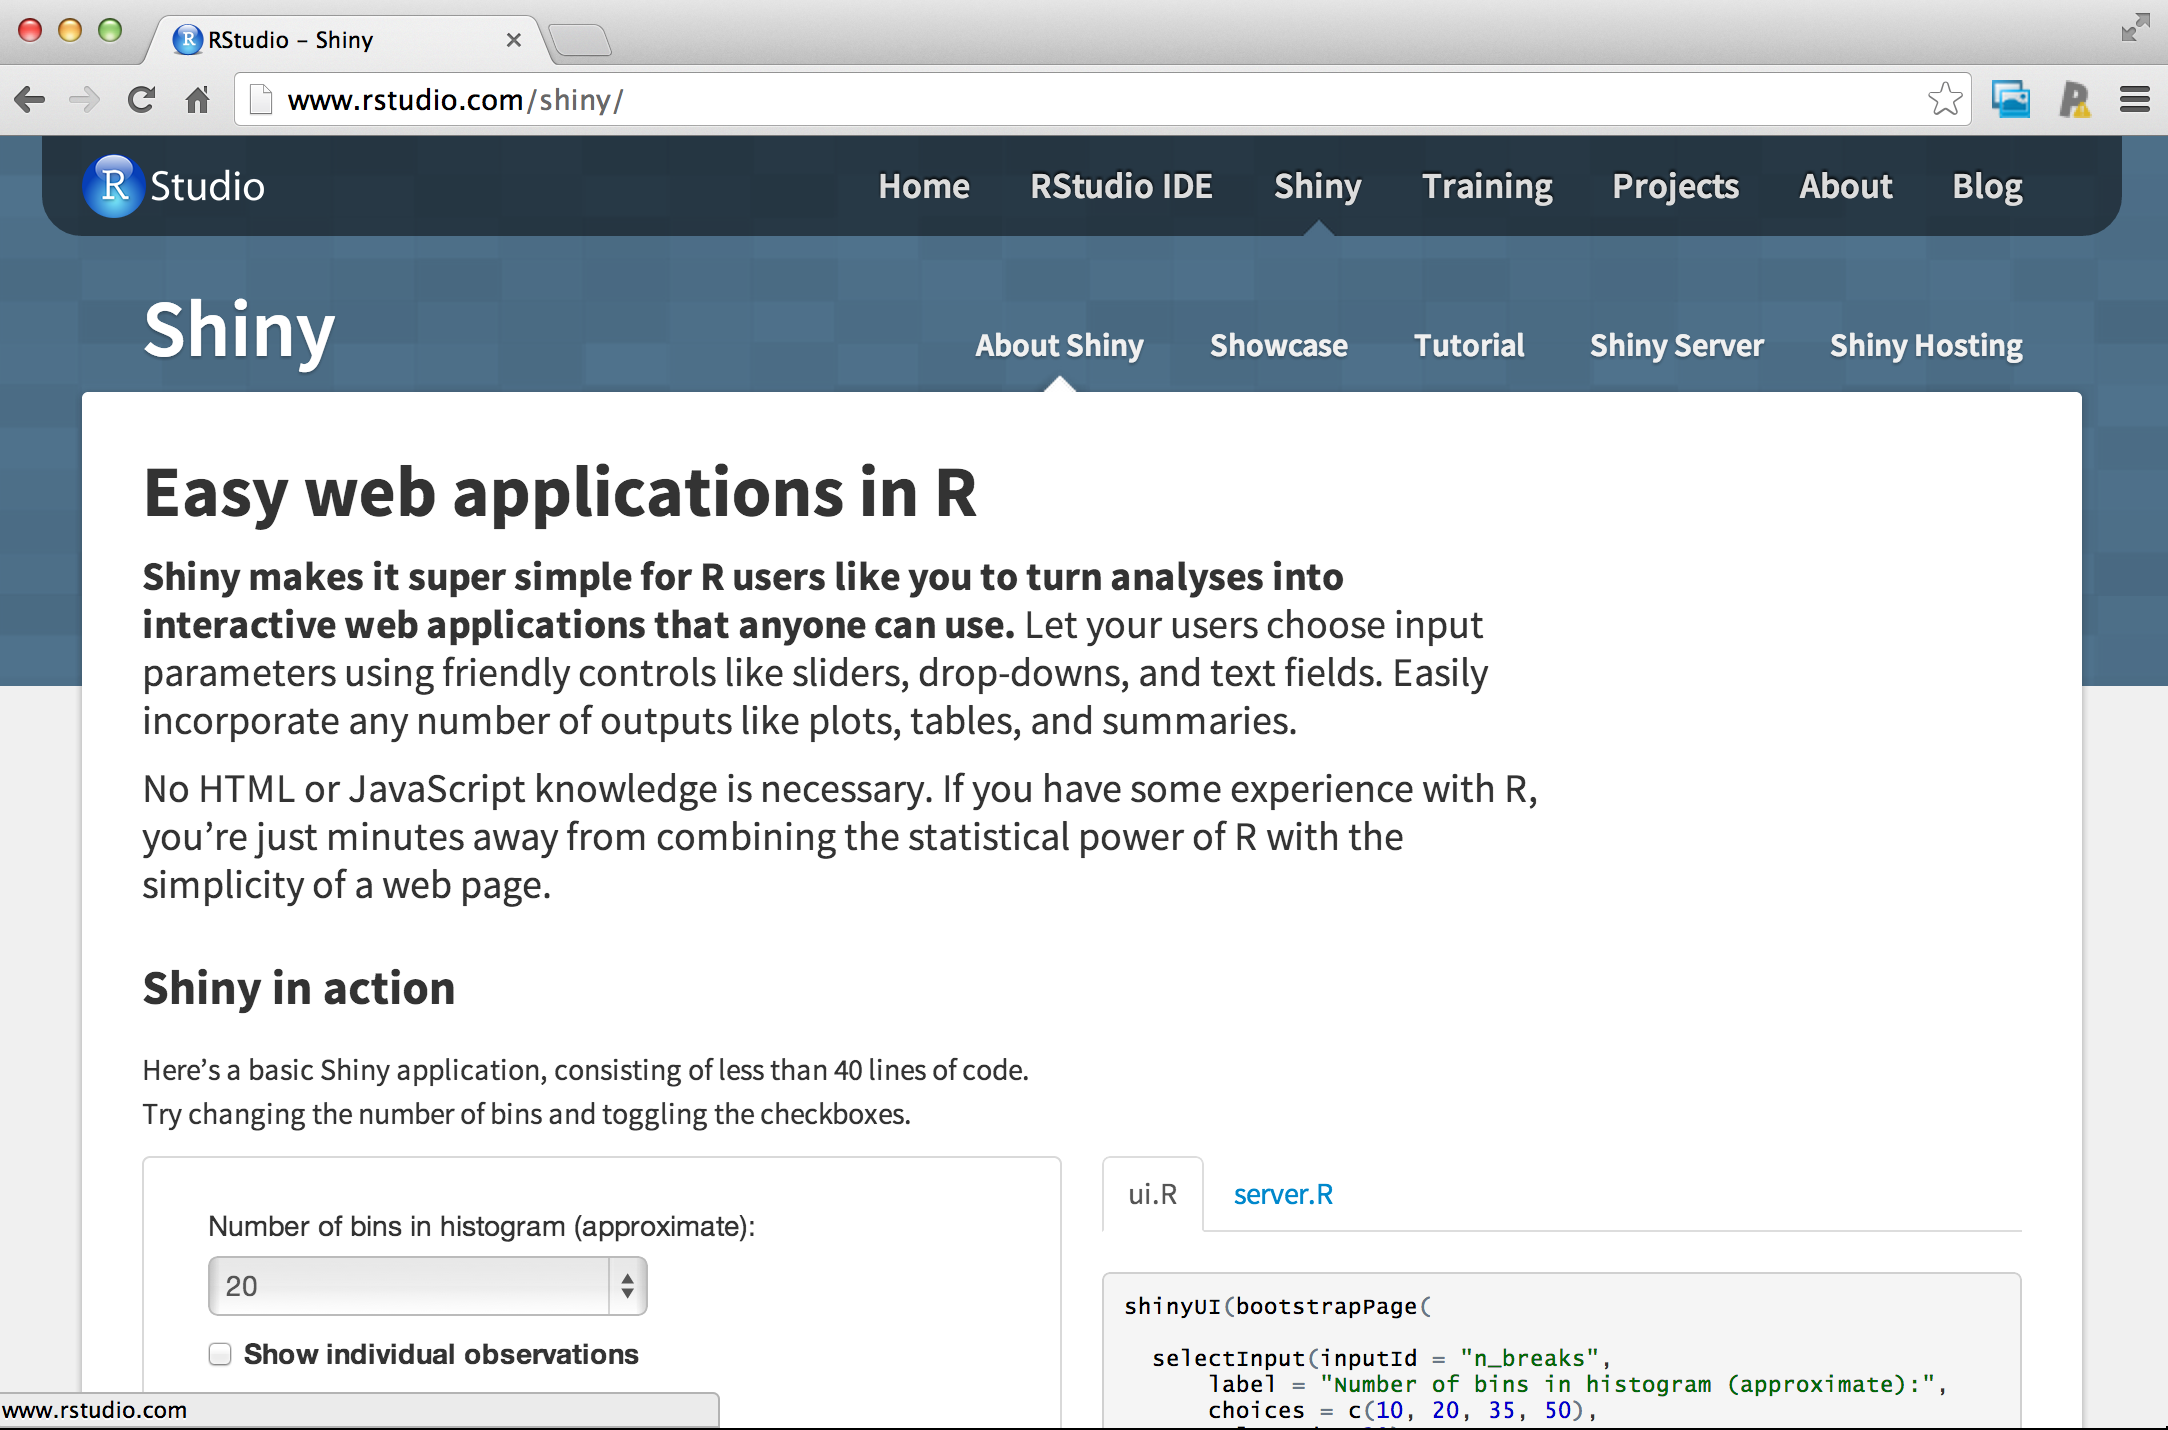 RStudio – Shiny
www.rstudio.com/shiny/
R Studio
Home RStudio IDE Shiny Training Projects About Blog
Shiny
About Shiny Showcase Tutorial Shiny Server Shiny Hosting
Easy web applications in R
Shiny makes it super simple for R users like you to turn analyses into
interactive web applications that anyone can use. Let your users choose input
parameters using friendly controls like sliders, drop-downs, and text fields. Easily
incorporate any number of outputs like plots, tables, and summaries.
No HTML or JavaScript knowledge is necessary. If you have some experience with R,
you’re just minutes away from combining the statistical power of R with the
simplicity of a web page.
Shiny in action
Here’s a basic Shiny application, consisting of less than 40 lines of code.
Try changing the number of bins and toggling the checkboxes.
Number of bins in histogram (approximate):
20
Show individual observations
ui.R server.R
shinyUI(bootstrapPage(
selectInput(inputId = "n_breaks",
label = "Number of bins in histogram (approximate):",
choices = c(10, 20, 35, 50),
www.rstudio.com